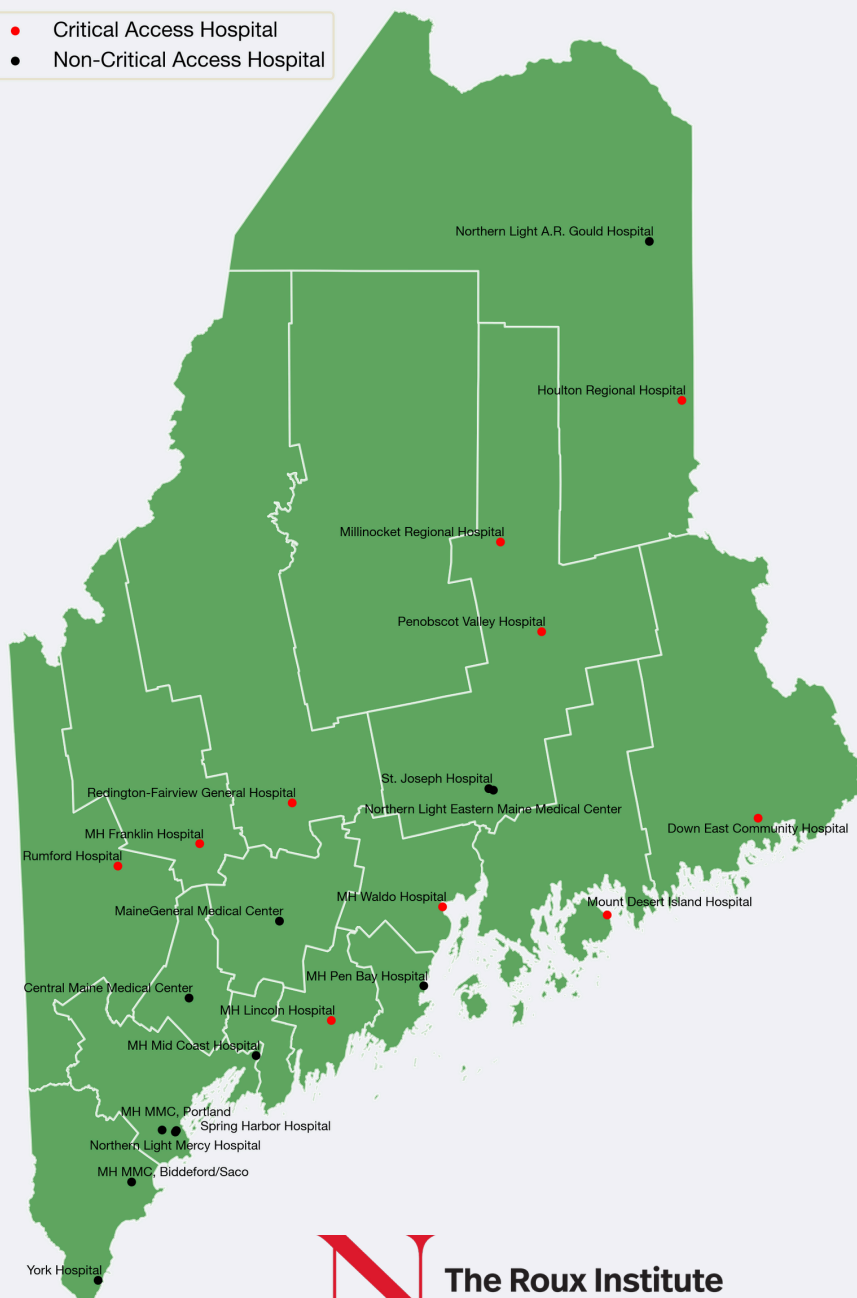 Critical Access Hospital
Non-Critical Access Hospital
Northern Light A.R. Gould Hospital
Houlton Regional Hospital
Millinocket Regional Hospital
Penobscot Valley Hospital
St. Joseph Hospital
Redington-Fairview General Hospital
Northern Light Eastern Maine Medical Center
Down East Community Hospital
MH Franklin Hospital
Rumford Hospital
MH Waldo Hospital
Mount Desert Island Hospital
MaineGeneral Medical Center
MH Pen Bay Hospital
Central Maine Medical Center
MH Lincoln Hospital
MH Mid Coast Hospital
MH MMC, Portland
Spring Harbor Hospital
Northern Light Mercy Hospital
MH MMC, Biddeford/Saco
York Hospital
N
The Roux Institute